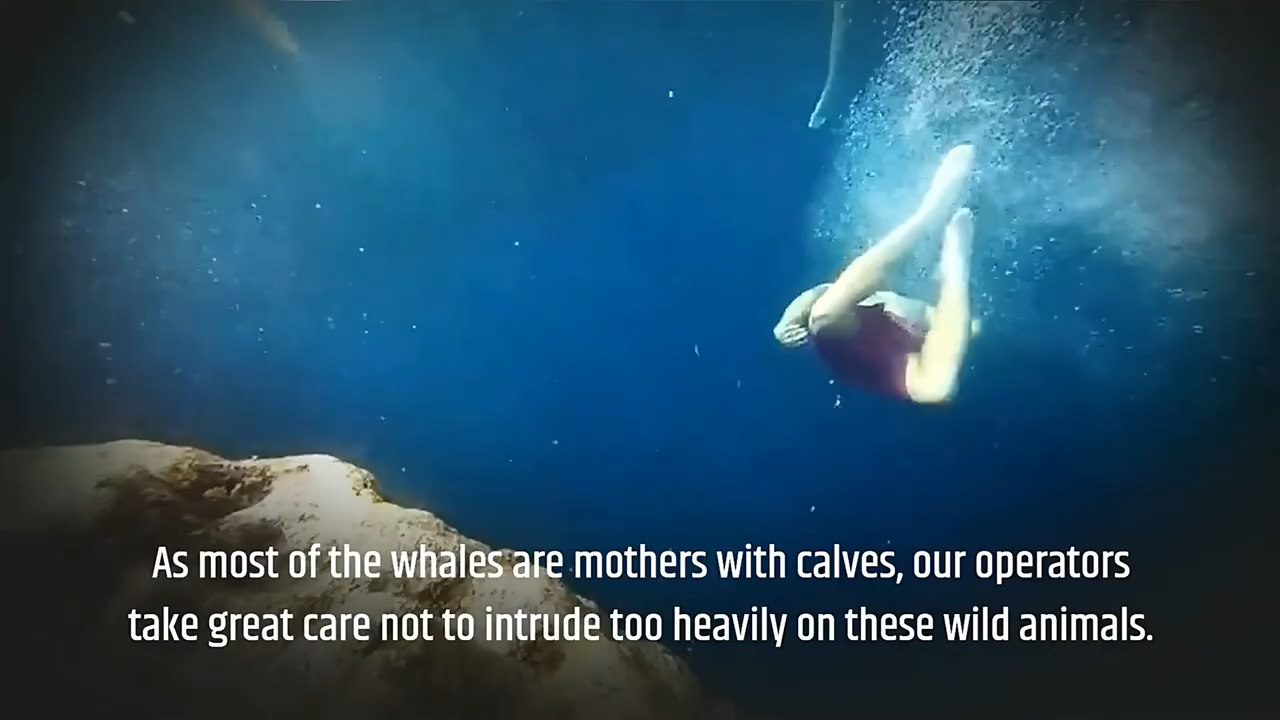 As most of the whales are mothers with calves, our operators
take great care not to intrude too heavily on these wild animals.